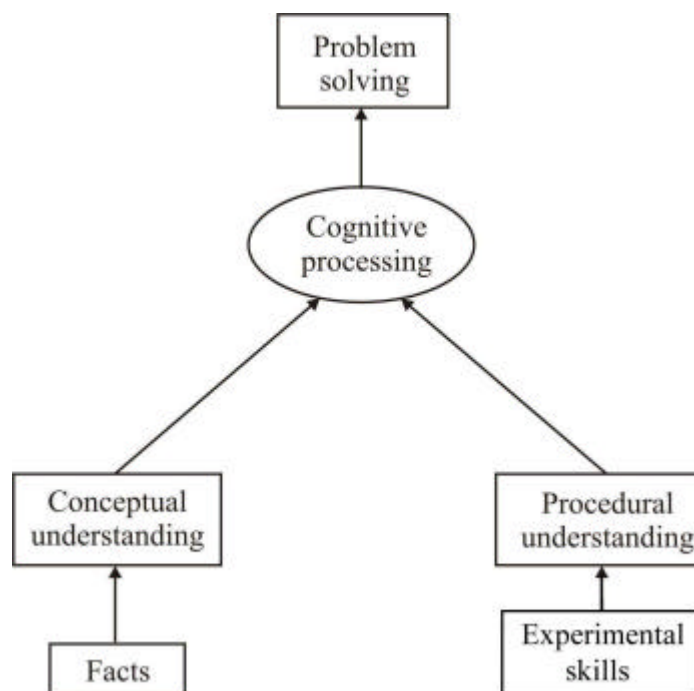 Problem
solving
Cognitive
processing
Conceptual
understanding
Procedural
understanding
Facts
Experimental
skills